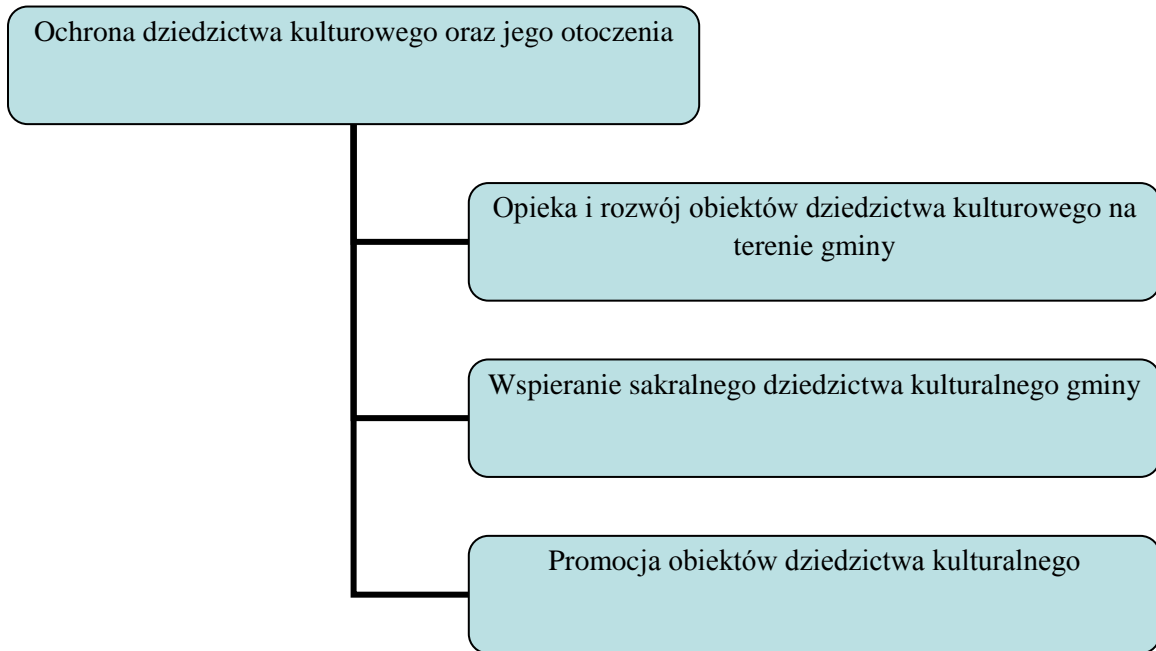 Ochrona dziedzictwa kulturowego oraz jego otoczenia
Opieka i rozwój obiektów dziedzictwa kulturowego na
terenie gminy
Wspieranie sakralnego dziedzictwa kulturalnego gminy
Promocja obiektów dziedzictwa kulturalnego